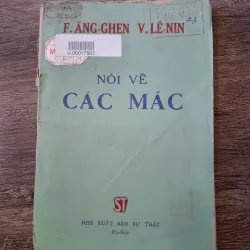 F. ĂNG-GHEN V. LÊ-NIN
NÓI VỀ
CÁC MÁC
ST
NHÀ XUẤT BẢN SỰ THẬT
Hà-Nội